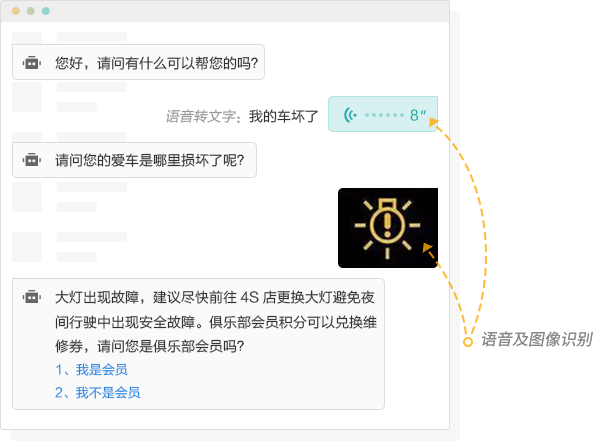 您好，请问有什么可以帮您的吗?
语音转文字: 我的车坏了
8"
请问您的爱车是哪里损坏了呢?
大灯出现故障，建议尽快前往 4S 店更换大灯避免夜
间行驶中出现安全故障。俱乐部会员积分可以兑换维
修券，请问您是俱乐部会员吗?
1、我是会员
2、我不是会员
语音及图像识别